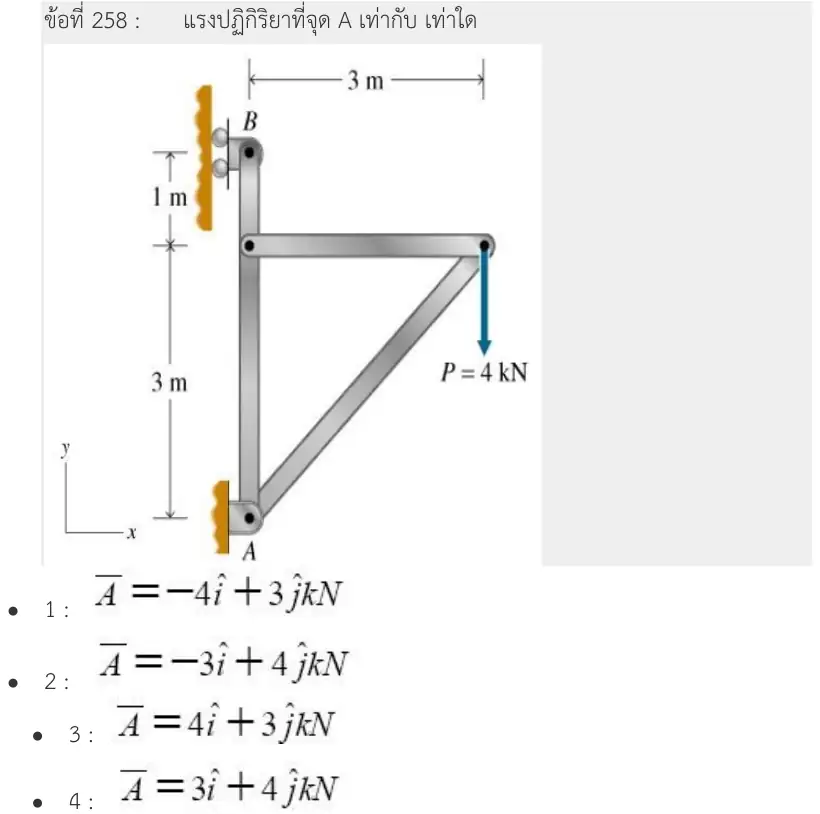 ข้อที่ 258 : แรงปฏิกิริยาที่จุด A เท่ากับ เท่าใด
3 m
B
1 m
3 m
P = 4 kN
y
x
A
• 1 : A̅ = −4î + 3ĵkN
• 2 : A̅ = −3î + 4ĵkN
• 3 : A̅ = 4î + 3ĵkN
• 4 : A̅ = 3î + 4ĵkN